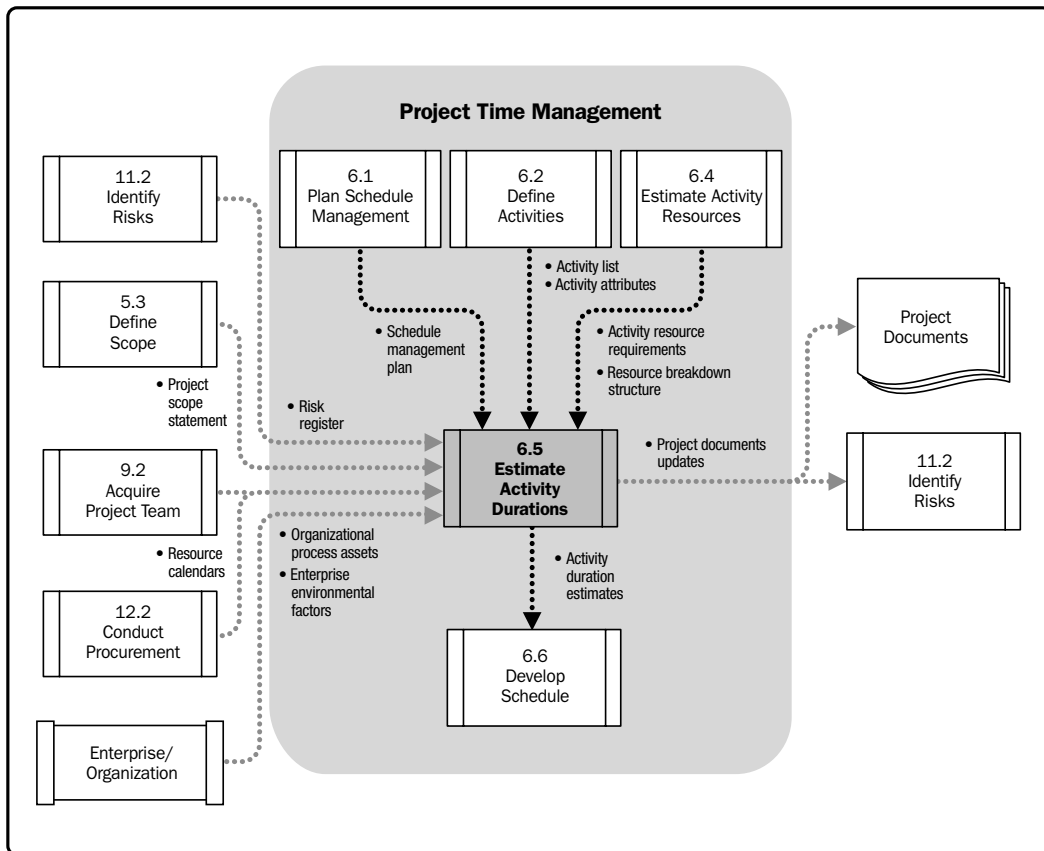 Project Time Management
11.2
Identify
Risks
6.1
Plan Schedule
Management
6.2
Define
Activities
6.4
Estimate Activity
Resources
• Activity list
• Activity attributes
5.3
Define
Scope
• Schedule
management
plan
• Activity resource
requirements
• Resource breakdown
structure
Project
Documents
• Project
scope
statement
• Risk
register
9.2
Acquire
Project Team
6.5
Estimate
Activity
Durations
• Project documents
updates
11.2
Identify
Risks
• Resource
calendars
• Organizational
process assets
• Enterprise
environmental
factors
• Activity
duration
estimates
12.2
Conduct
Procurement
6.6
Develop
Schedule
Enterprise/
Organization